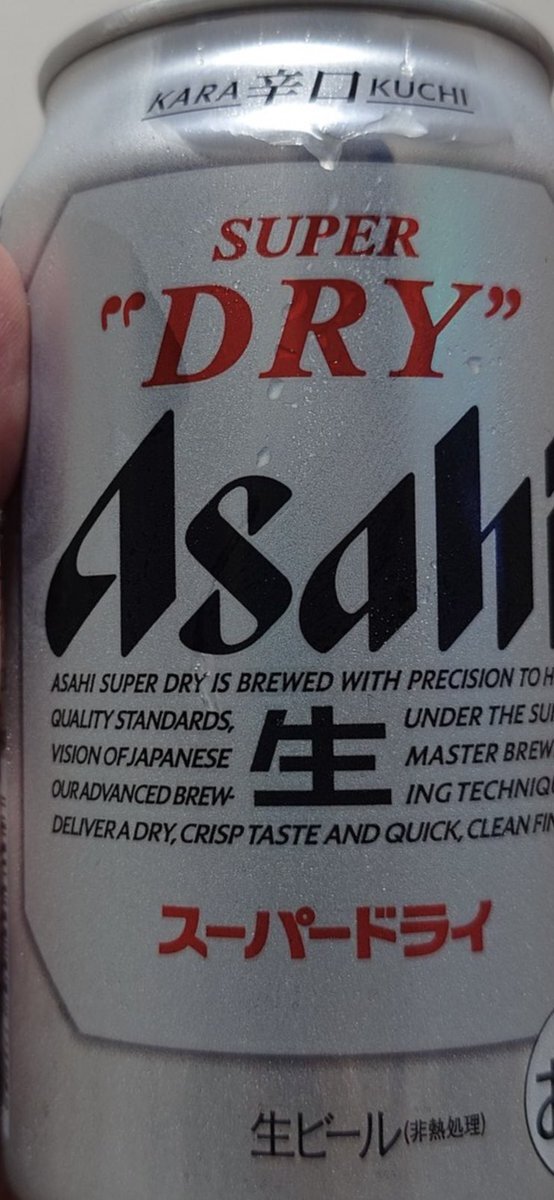 KARA 辛口 KUCHI
SUPER
"DRY"
Asahi
ASAHI SUPER DRY IS BREWED WITH PRECISION TO
QUALITY STANDARDS, 生 UNDER THE
VISION OF JAPANESE MASTER
OUR ADVANCED BREW- ING
DELIVER A DRY, CRISP TASTE AND QUICK, CLEAN
スーパードライ
生ビール(非熱処理)
お